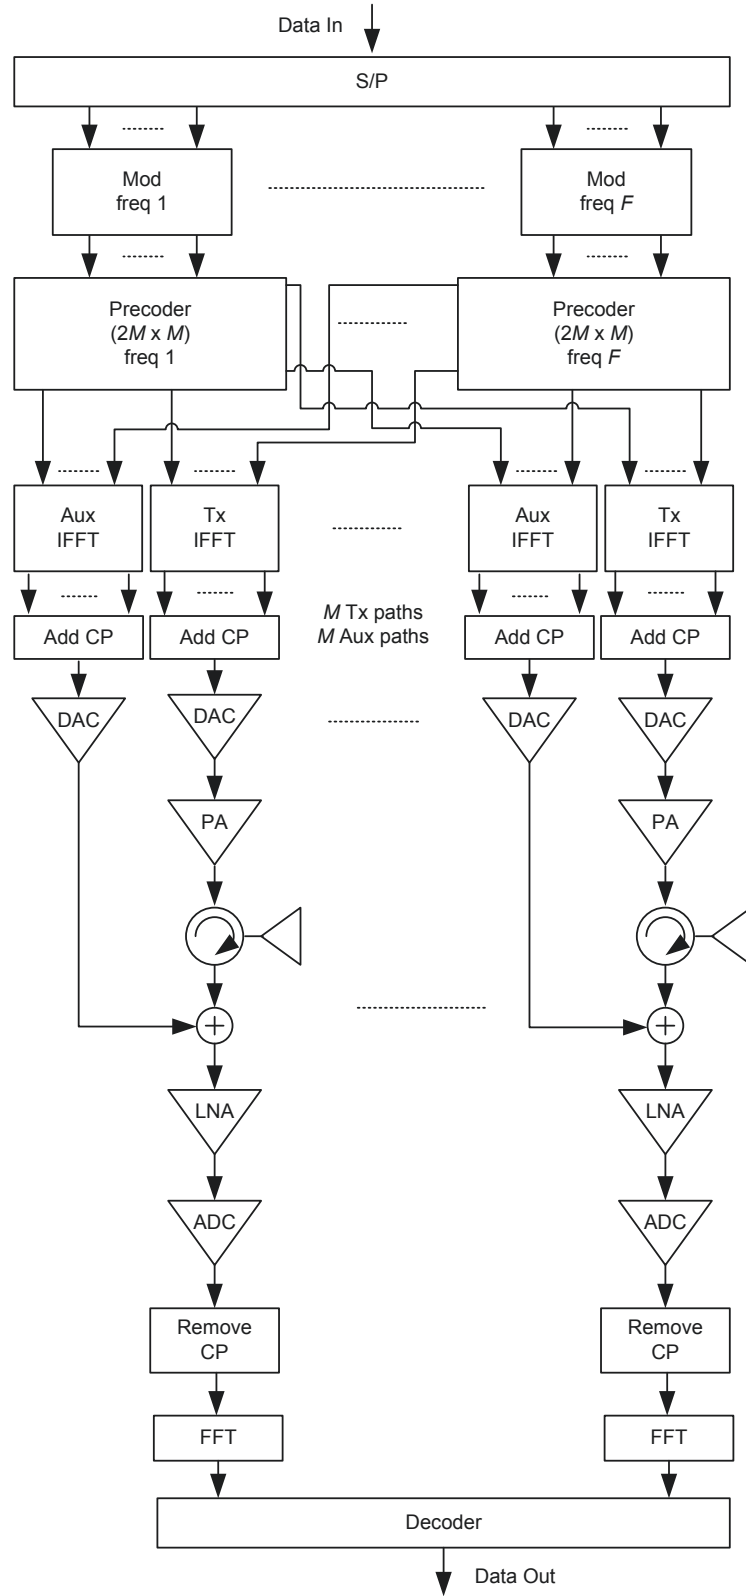 Data In
S/P
Mod
freq 1
Mod
freq F
Precoder
(2M x M)
freq 1
Precoder
(2M x M)
freq F
Aux
IFFT
Tx
IFFT
Aux
IFFT
Tx
IFFT
M Tx paths
M Aux paths
Add CP
Add CP
Add CP
Add CP
DAC
DAC
DAC
DAC
PA
PA
LNA
LNA
ADC
ADC
Remove
CP
Remove
CP
FFT
FFT
Decoder
Data Out